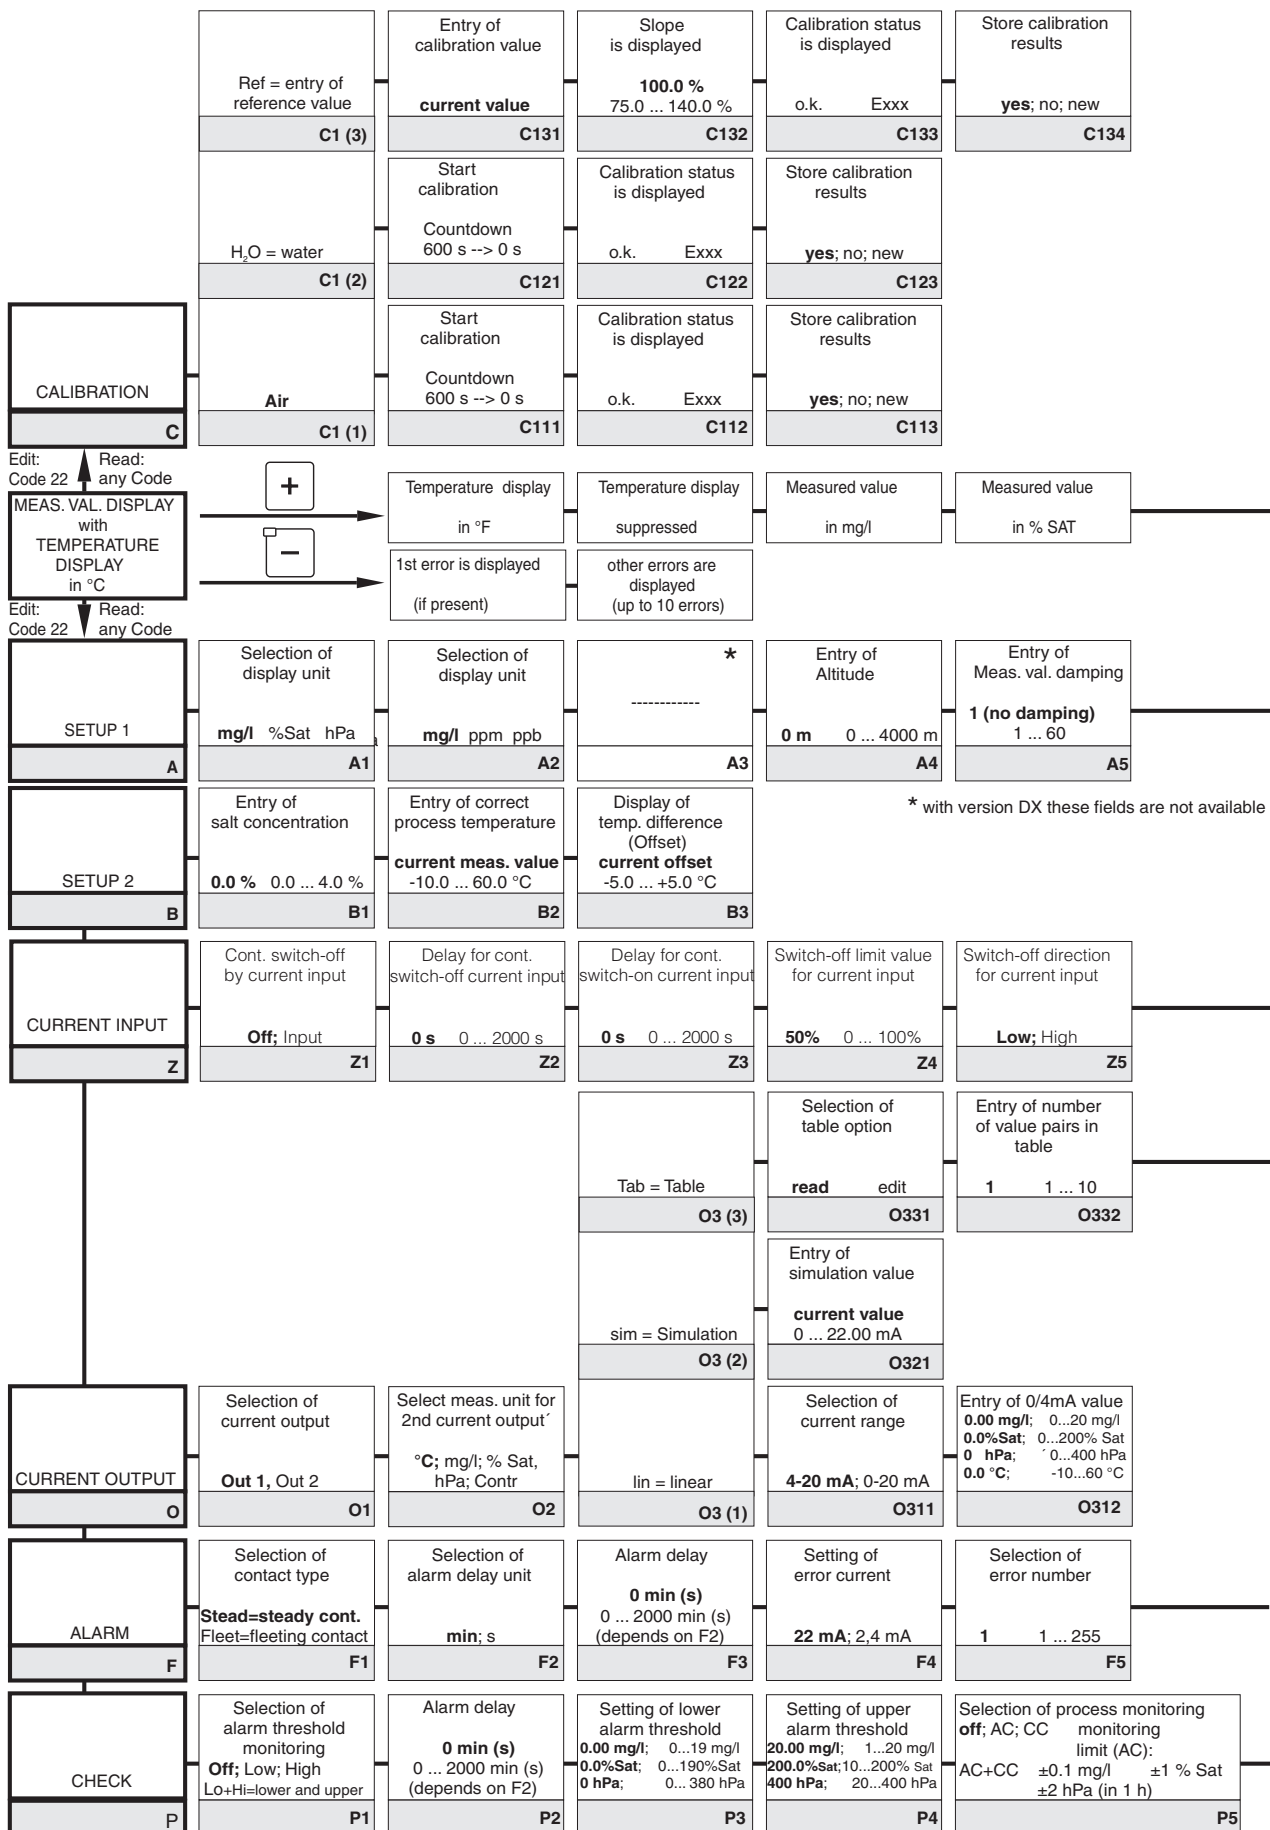 Ref = entry of
reference value
C1 (3)
Entry of
calibration value
current value
C131
Slope
is displayed
100.0 %
75.0 ... 140.0 %
C132
Calibration status
is displayed
o.k. Exxx
C133
Store calibration
results
yes; no; new
C134
H₂O = water
C1 (2)
Start
calibration
Countdown
600 s --> 0 s
C121
Calibration status
is displayed
o.k. Exxx
C122
Store calibration
results
yes; no; new
C123
CALIBRATION
C
Air
C1 (1)
Start
calibration
Countdown
600 s --> 0 s
C111
Calibration status
is displayed
o.k. Exxx
C112
Store calibration
results
yes; no; new
C113
Edit:
Code 22
Read:
any Code
MEAS. VAL. DISPLAY
with
TEMPERATURE
DISPLAY
in °C
+
−
Temperature display
in °F
Temperature display
suppressed
Measured value
in mg/l
Measured value
in % SAT
1st error is displayed
(if present)
other errors are
displayed
(up to 10 errors)
Edit:
Code 22
Read:
any Code
SETUP 1
A
Selection of
display unit
mg/l %Sat hPa
a
A1
Selection of
display unit
mg/l ppm ppb
A2
*
------------
A3
Entry of
Altitude
0 m 0 ... 4000 m
A4
Entry of
Meas. val. damping
1 (no damping)
1 ... 60
A5
* with version DX these fields are not available
SETUP 2
B
Entry of
salt concentration
0.0 % 0.0 ... 4.0 %
B1
Entry of correct
process temperature
current meas. value
-10.0 ... 60.0 °C
B2
Display of
temp. difference
(Offset)
current offset
-5.0 ... +5.0 °C
B3
CURRENT INPUT
Z
Cont. switch-off
by current input
Off; Input
Z1
Delay for cont.
switch-off current input
0 s 0 ... 2000 s
Z2
Delay for cont.
switch-on current input
0 s 0 ... 2000 s
Z3
Switch-off limit value
for current input
50% 0 ... 100%
Z4
Switch-off direction
for current input
Low; High
Z5
Tab = Table
O3 (3)
Selection of
table option
read edit
O331
Entry of number
of value pairs in
table
1 1 ... 10
O332
sim = Simulation
O3 (2)
Entry of
simulation value
current value
0 ... 22.00 mA
O321
CURRENT OUTPUT
O
Selection of
current output
Out 1, Out 2
O1
Select meas. unit for
2nd current output´
°C; mg/l; % Sat,
hPa; Contr
O2
lin = linear
O3 (1)
Selection of
current range
4-20 mA; 0-20 mA
O311
Entry of 0/4mA value
0.00 mg/l; 0...20 mg/l
0.0%Sat; 0...200% Sat
0 hPa; ´ 0...400 hPa
0.0 °C; -10...60 °C
O312
ALARM
F
Selection of
contact type
Stead=steady cont.
Fleet=fleeting contact
F1
Selection of
alarm delay unit
min; s
F2
Alarm delay
0 min (s)
0 ... 2000 min (s)
(depends on F2)
F3
Setting of
error current
22 mA; 2,4 mA
F4
Selection of
error number
1 1 ... 255
F5
CHECK
P
Selection of
alarm threshold
monitoring
Off; Low; High
Lo+Hi=lower and upper
P1
Alarm delay
0 min (s)
0 ... 2000 min (s)
(depends on F2)
P2
Setting of lower
alarm threshold
0.00 mg/l; 0...19 mg/l
0.0%Sat; 0...190%Sat
0 hPa; 0... 380 hPa
P3
Setting of upper
alarm threshold
20.00 mg/l; 1...20 mg/l
200.0%Sat;10...200% Sat
400 hPa; 20...400 hPa
P4
Selection of process monitoring
off; AC; CC monitoring
limit (AC):
AC+CC ±0.1 mg/l ±1 % Sat
±2 hPa (in 1 h)
P5